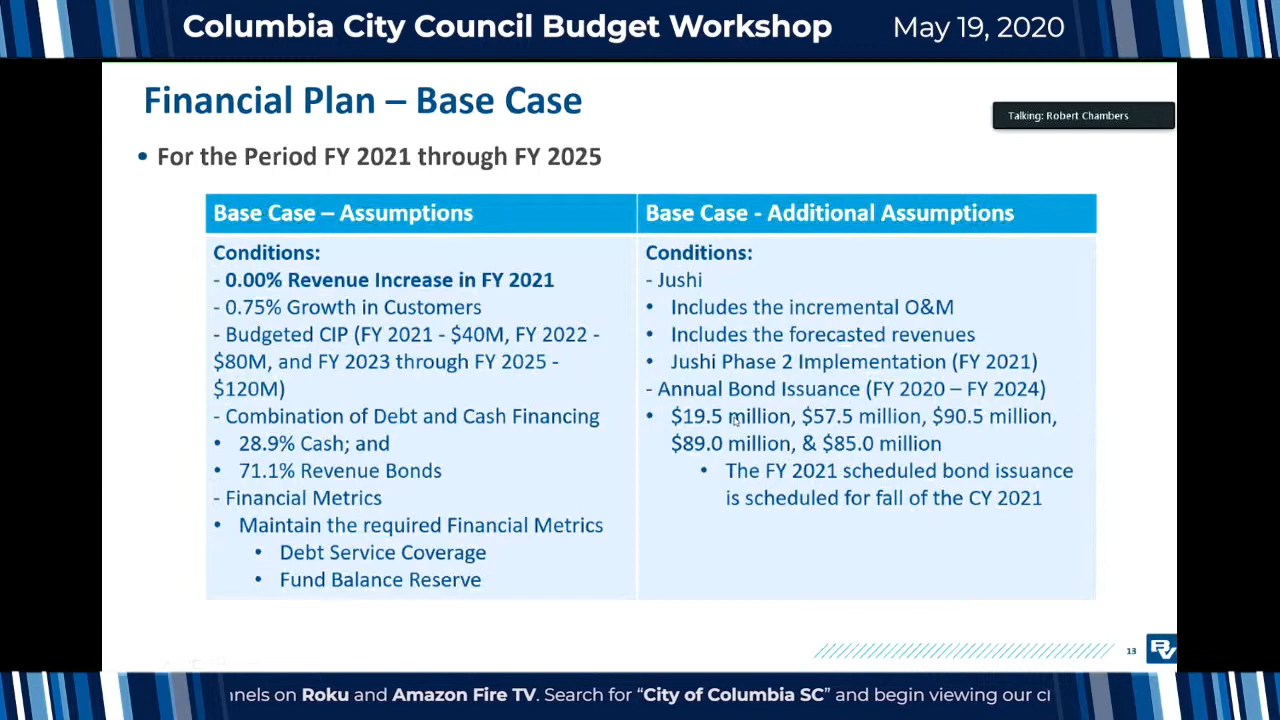 Columbia City Council Budget Workshop May 19, 2020
Financial Plan – Base Case
Talking: Robert Chambers
• For the Period FY 2021 through FY 2025
Base Case – Assumptions
Conditions:
- 0.00% Revenue Increase in FY 2021
- 0.75% Growth in Customers
- Budgeted CIP (FY 2021 - $40M, FY 2022 -
$80M, and FY 2023 through FY 2025 -
$120M)
- Combination of Debt and Cash Financing
• 28.9% Cash; and
• 71.1% Revenue Bonds
- Financial Metrics
• Maintain the required Financial Metrics
• Debt Service Coverage
• Fund Balance Reserve
Base Case - Additional Assumptions
Conditions:
- Jushi
• Includes the incremental O&M
• Includes the forecasted revenues
• Jushi Phase 2 Implementation (FY 2021)
- Annual Bond Issuance (FY 2020 – FY 2024)
• $19.5 million, $57.5 million, $90.5 million,
$89.0 million, & $85.0 million
• The FY 2021 scheduled bond issuance
is scheduled for fall of the CY 2021
13
BV
on Roku and Amazon Fire TV. Search for “City of Columbia SC” and begin viewing our